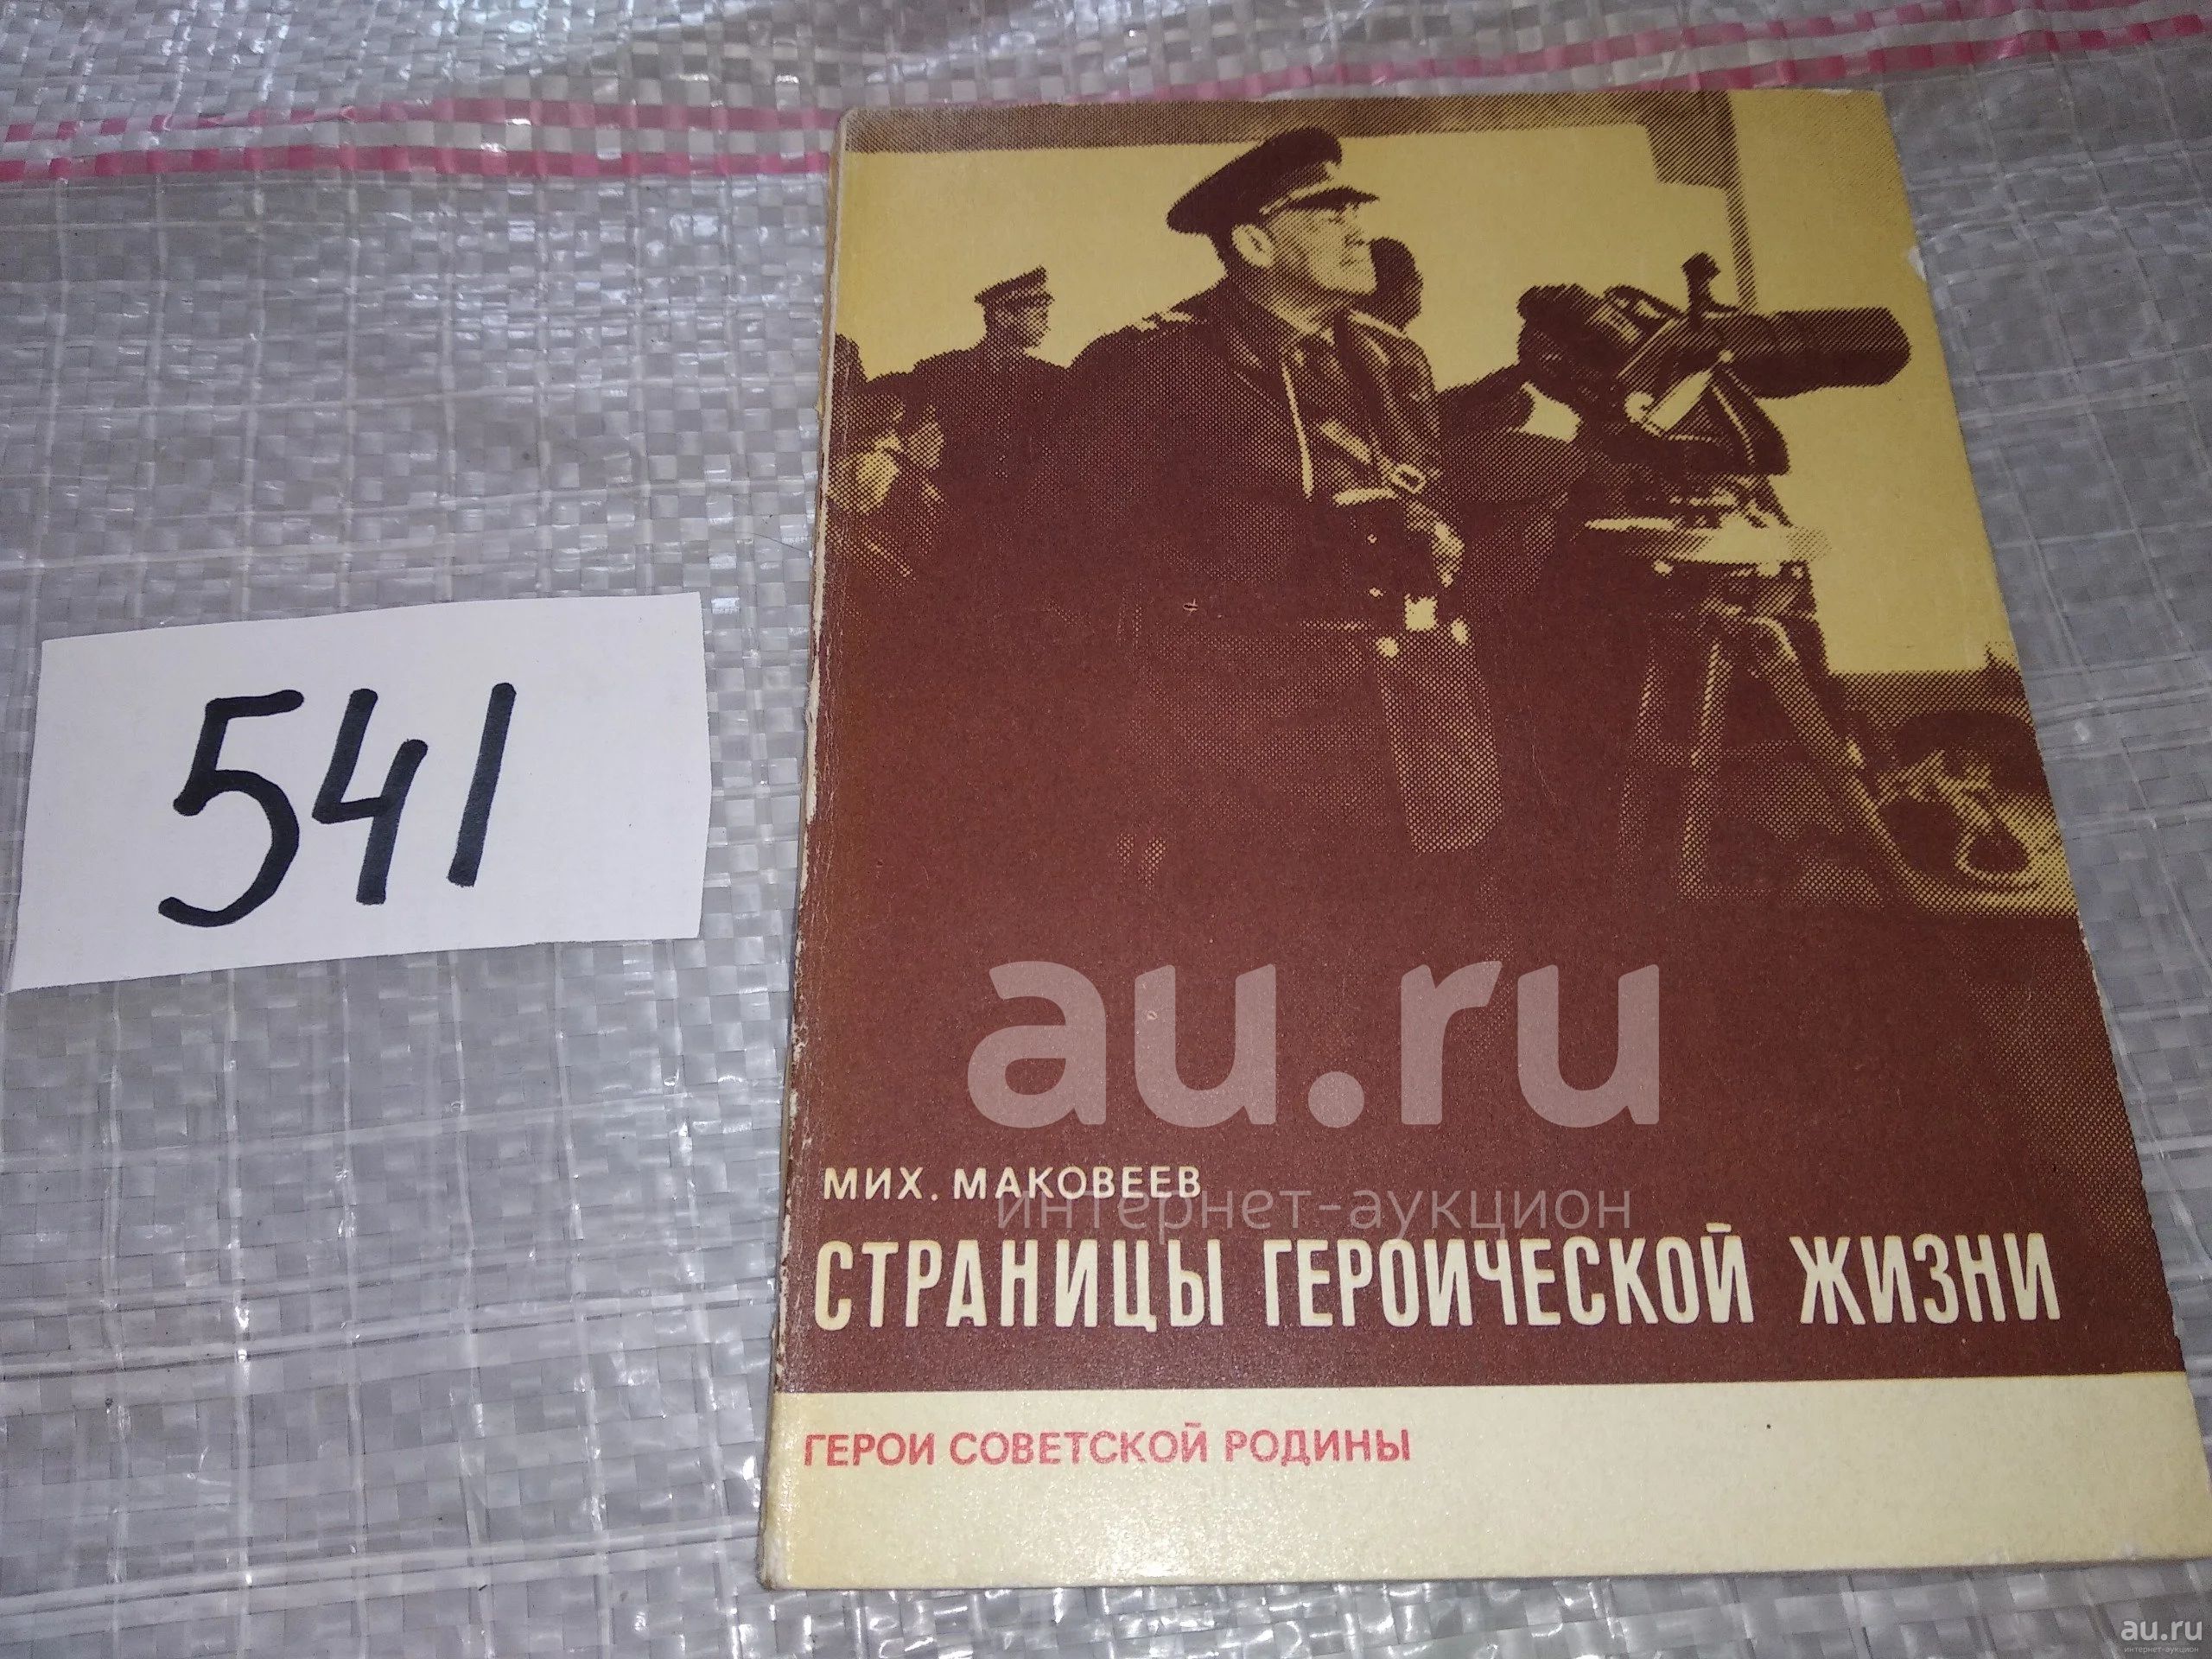 541
au.ru
МИХ. МАКОВЕЕВ
интернет-аукцион
СТРАНИЦЫ ГЕРОИЧЕСКОЙ ЖИЗНИ
ГЕРОИ СОВЕТСКОЙ РОДИНЫ
au.ru
интернет-аукцион